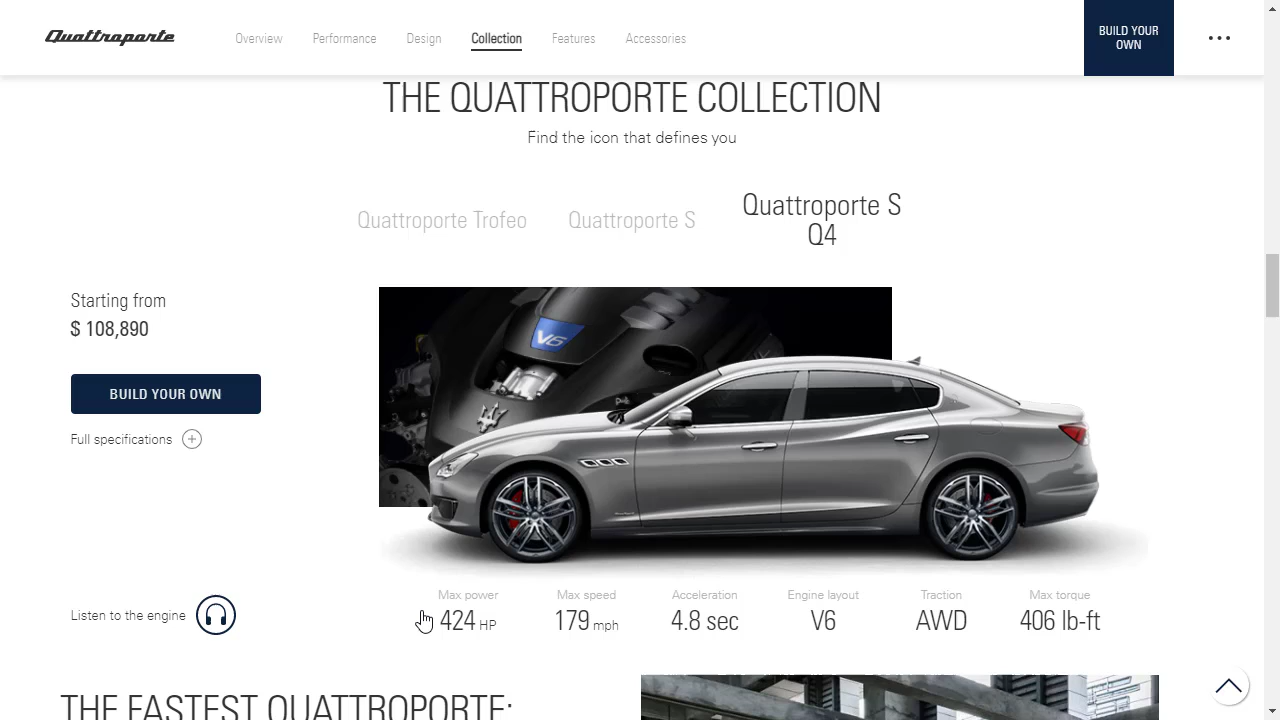 Quattroporte
Overview
Performance
Design
Collection
Features
Accessories
BUILD YOUR
OWN
THE QUATTROPORTE COLLECTION
Find the icon that defines you
Quattroporte Trofeo
Quattroporte S
Quattroporte S
Q4
Starting from
$ 108,890
BUILD YOUR OWN
Full specifications
V6
Listen to the engine
Max power
424 HP
Max speed
179 mph
Acceleration
4.8 sec
Engine layout
V6
Traction
AWD
Max torque
406 lb-ft
THE FASTEST QUATTROPORTE: